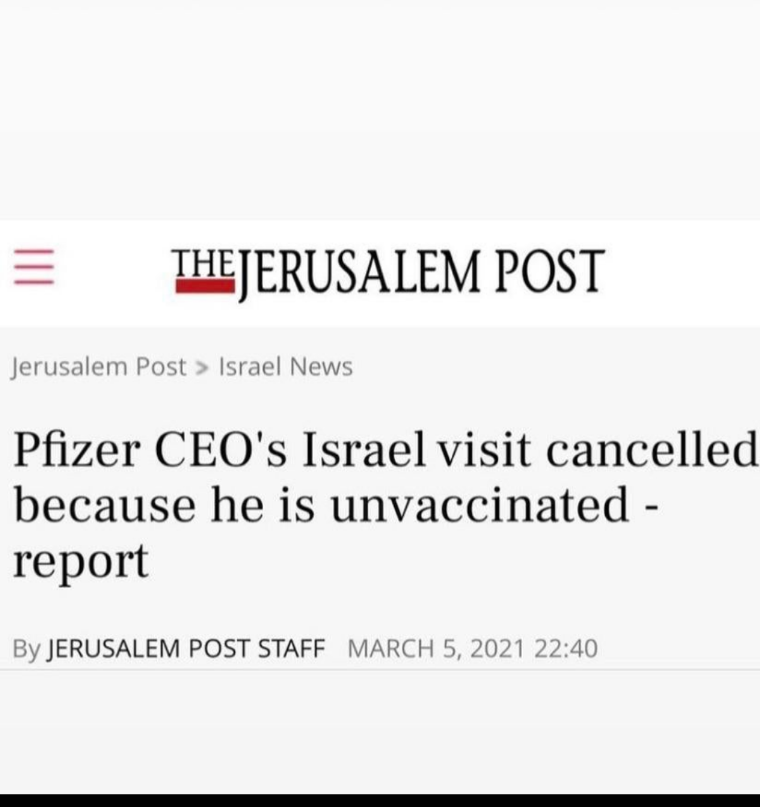 THE JERUSALEM POST
Jerusalem Post > Israel News
Pfizer CEO's Israel visit cancelled
because he is unvaccinated -
report
By JERUSALEM POST STAFF MARCH 5, 2021 22:40